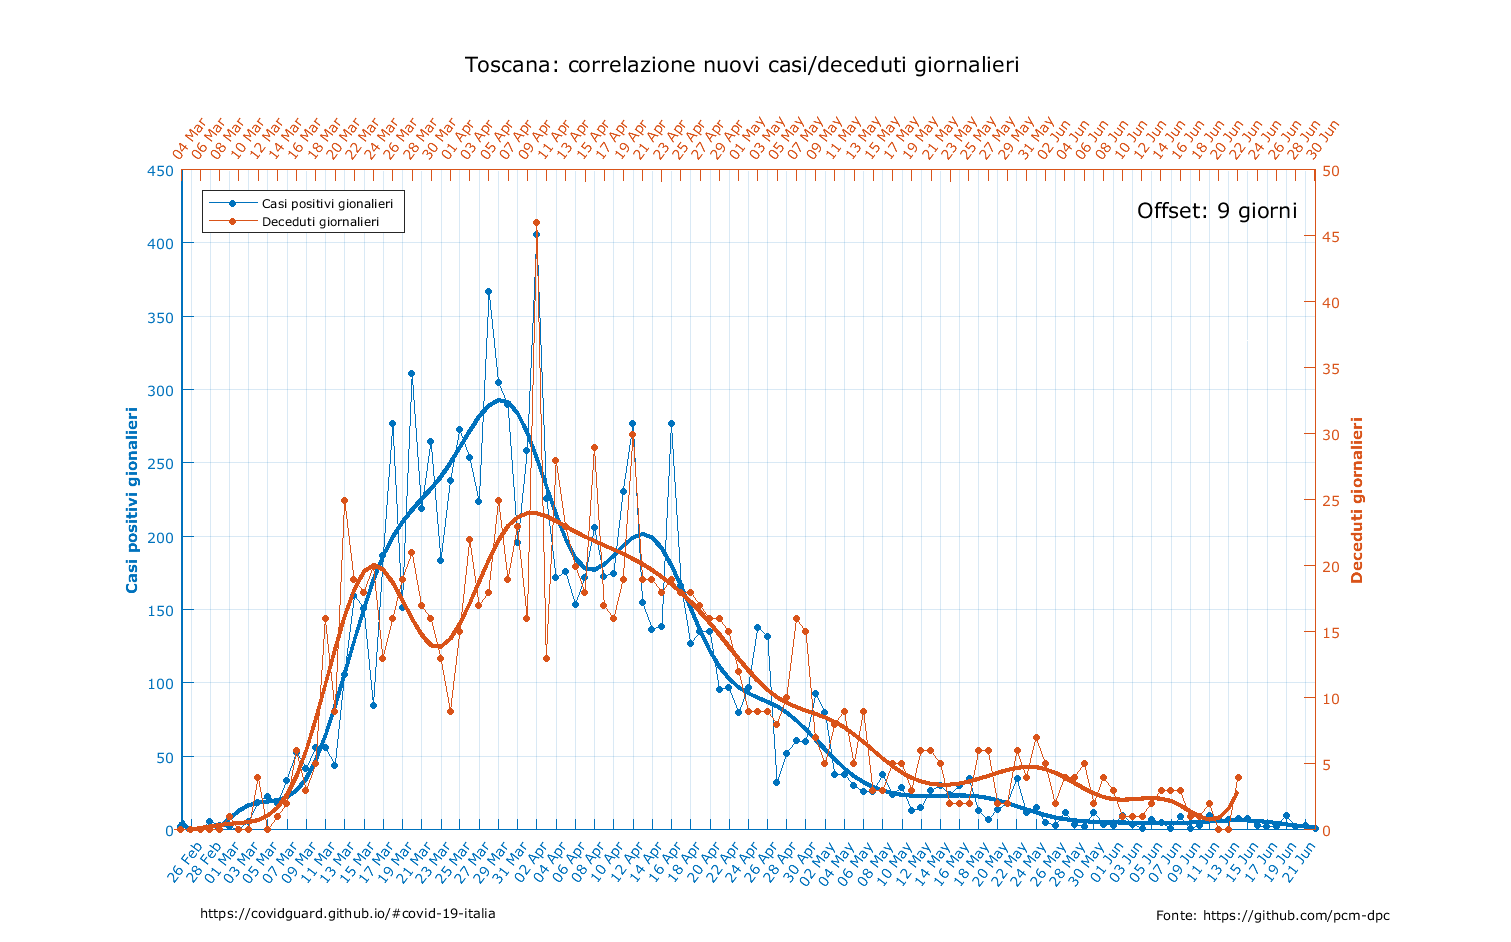 Toscana: correlazione nuovi casi/deceduti giornalieri
04 Mar
06 Mar
08 Mar
10 Mar
12 Mar
14 Mar
16 Mar
18 Mar
20 Mar
22 Mar
24 Mar
26 Mar
28 Mar
30 Mar
01 Apr
03 Apr
05 Apr
07 Apr
09 Apr
11 Apr
13 Apr
15 Apr
17 Apr
19 Apr
21 Apr
23 Apr
25 Apr
27 Apr
29 Apr
01 May
03 May
05 May
07 May
09 May
11 May
13 May
15 May
17 May
19 May
21 May
23 May
25 May
27 May
29 May
31 May
02 Jun
04 Jun
06 Jun
08 Jun
10 Jun
12 Jun
14 Jun
16 Jun
18 Jun
20 Jun
22 Jun
24 Jun
26 Jun
28 Jun
30 Jun
Casi positivi gionalieri
Deceduti giornalieri
Offset: 9 giorni
450
400
350
300
250
200
150
100
50
0
Casi positivi gionalieri
50
45
40
35
30
25
20
15
10
5
0
Deceduti giornalieri
26 Feb
28 Feb
01 Mar
03 Mar
05 Mar
07 Mar
09 Mar
11 Mar
13 Mar
15 Mar
17 Mar
19 Mar
21 Mar
23 Mar
25 Mar
27 Mar
29 Mar
31 Mar
02 Apr
04 Apr
06 Apr
08 Apr
10 Apr
12 Apr
14 Apr
16 Apr
18 Apr
20 Apr
22 Apr
24 Apr
26 Apr
28 Apr
30 Apr
02 May
04 May
06 May
08 May
10 May
12 May
14 May
16 May
18 May
20 May
22 May
24 May
26 May
28 May
30 May
01 Jun
03 Jun
05 Jun
07 Jun
09 Jun
11 Jun
13 Jun
15 Jun
17 Jun
19 Jun
21 Jun
https://covidguard.github.io/#covid-19-italia
Fonte: https://github.com/pcm-dpc